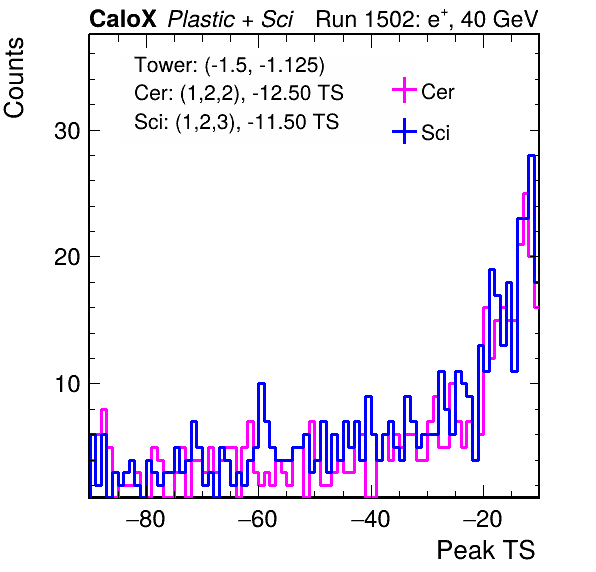 CaloX Plastic + Sci Run 1502: e+, 40 GeV
Counts
Tower: (-1.5, -1.125)
Cer: (1,2,2), -12.50 TS
Sci: (1,2,3), -11.50 TS
Cer
Sci
30
20
10
−80 −60 −40 −20
Peak TS